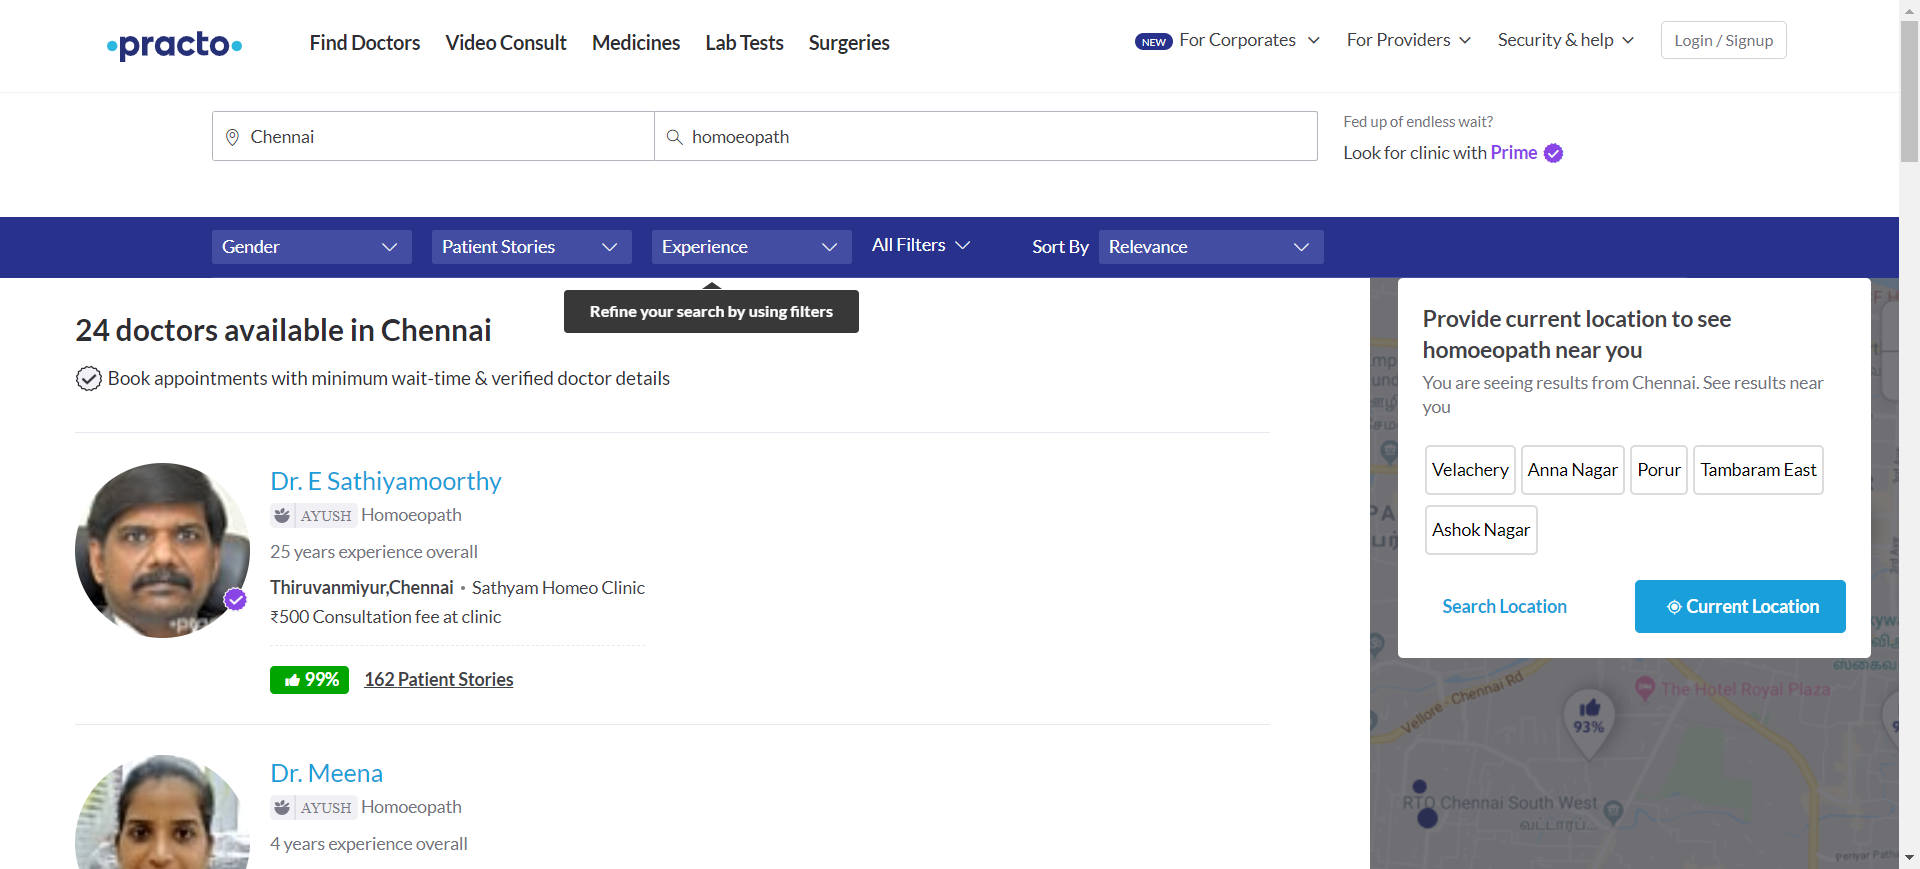 practo
Find Doctors
Video Consult
Medicines
Lab Tests
Surgeries
NEW For Corporates
For Providers
Security & help
Login / Signup
Chennai
homoeopath
Fed up of endless wait?
Look for clinic with Prime
Gender
Patient Stories
Experience
All Filters
Sort By
Relevance
Refine your search by using filters
24 doctors available in Chennai
Book appointments with minimum wait-time & verified doctor details
Dr. E Sathiyamoorthy
AYUSH Homoeopath
25 years experience overall
Thiruvanmiyur,Chennai • Sathyam Homeo Clinic
₹500 Consultation fee at clinic
99% 162 Patient Stories
Dr. Meena
AYUSH Homoeopath
4 years experience overall
Provide current location to see
homoeopath near you
You are seeing results from Chennai. See results near
you
Velachery
Anna Nagar
Porur
Tambaram East
Ashok Nagar
Search Location
Current Location
Vellore - Chennai Rd
The Hotel Royal Plaza
93%
RTO Chennai South West
வட்டாரப்...